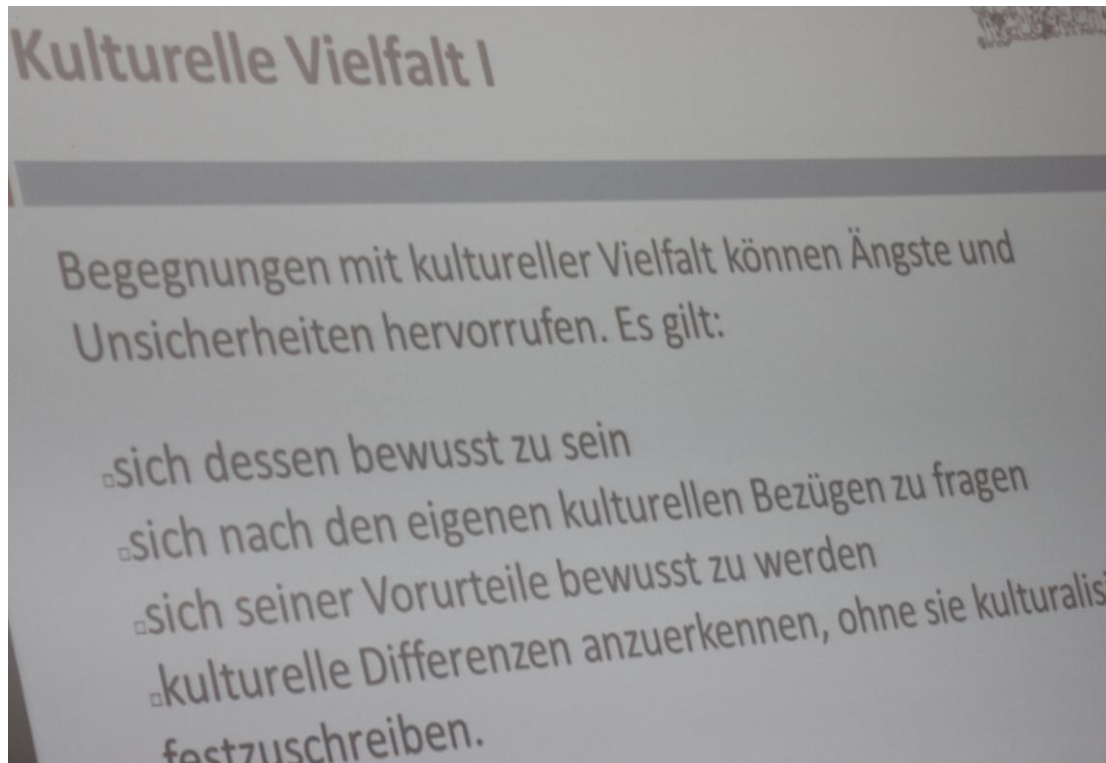 Kulturelle Vielfalt I
Begegnungen mit kultureller Vielfalt können Ängste und
Unsicherheiten hervorrufen. Es gilt:
sich dessen bewusst zu sein
sich nach den eigenen kulturellen Bezügen zu fragen
sich seiner Vorurteile bewusst zu werden
kulturelle Differenzen anzuerkennen, ohne sie
festzuschreiben.